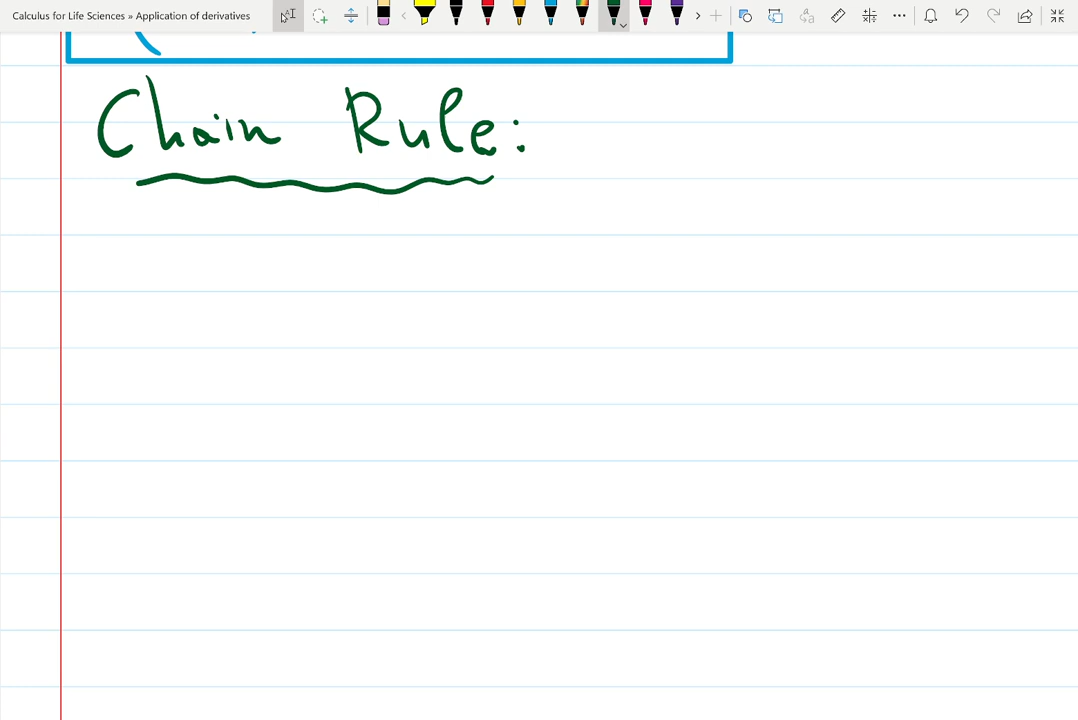 Calculus for Life Sciences » Application of derivatives
Chain Rule: